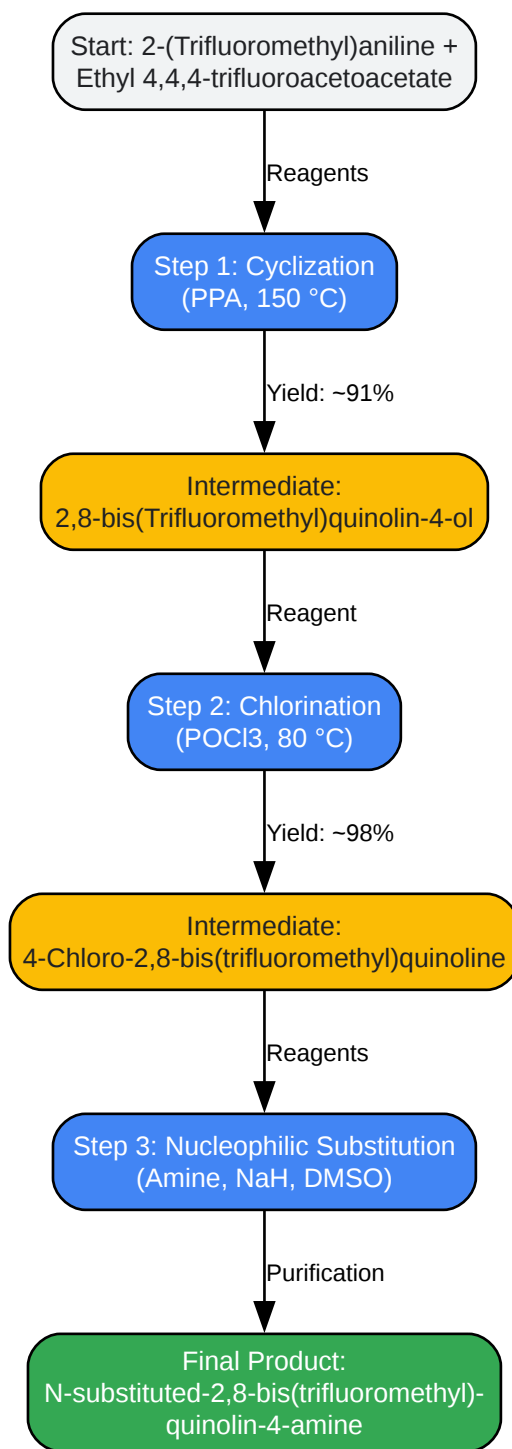 Start: 2-(Trifluoromethyl)aniline +
Ethyl 4,4,4-trifluoroacetoacetate
Reagents
Step 1: Cyclization
(PPA, 150 °C)
Yield: ~91%
Intermediate:
2,8-bis(Trifluoromethyl)quinolin-4-ol
Reagent
Step 2: Chlorination
(POCl3, 80 °C)
Yield: ~98%
Intermediate:
4-Chloro-2,8-bis(trifluoromethyl)quinoline
Reagents
Step 3: Nucleophilic Substitution
(Amine, NaH, DMSO)
Purification
Final Product:
N-substituted-2,8-bis(trifluoromethyl)-
quinolin-4-amine